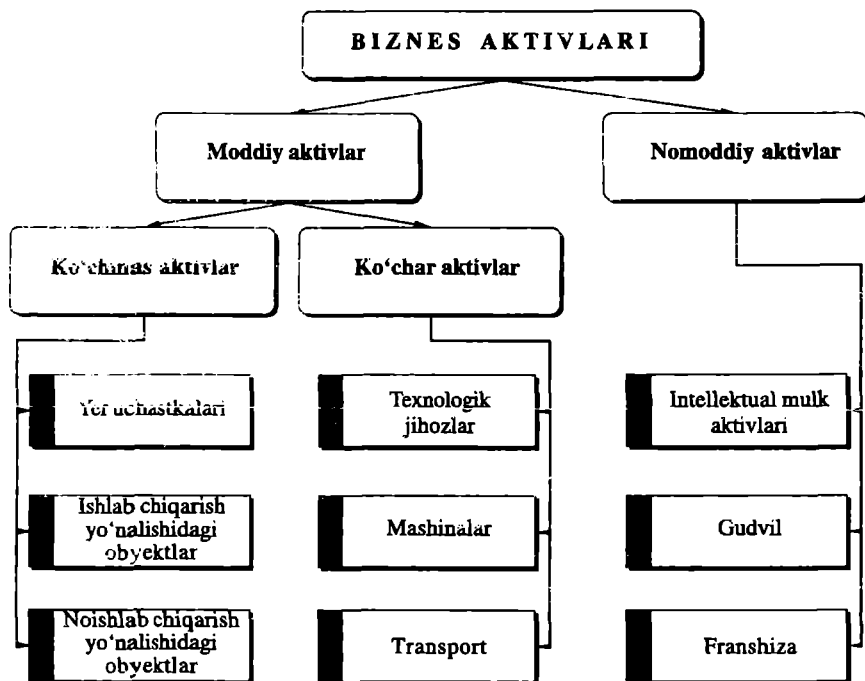 BIZNES AKTIVLARI
Moddiy aktivlar
Nomoddiy aktivlar
Ko‘chmas aktivlar
Ko‘char aktivlar
Yer uchastkalari
Texnologik
jihozlar
Intellektual mulk
aktivlari
Ishlab chiqarish
yo‘nalishidagi
obyektlar
Mashinalar
Gudvil
Noishlab chiqarish
yo‘nalishidagi
obyektlar
Transport
Franshiza